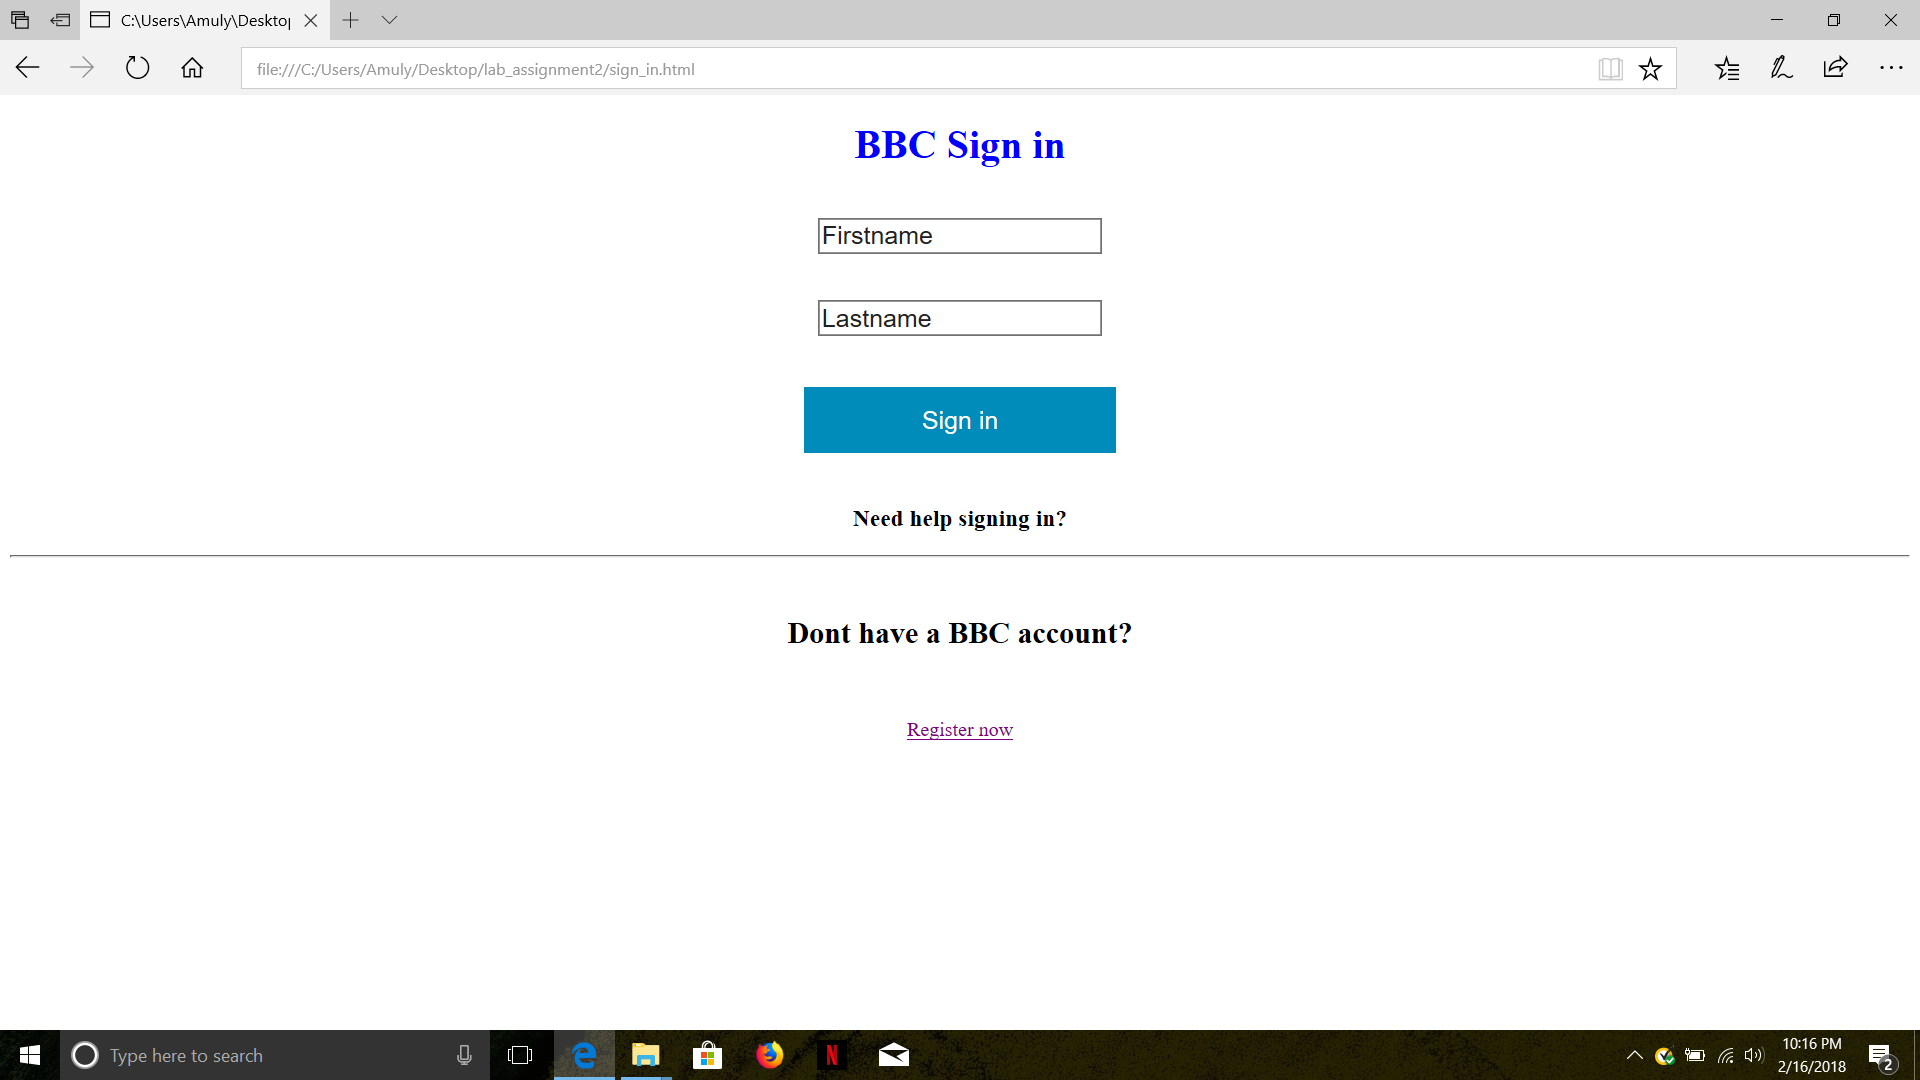 C:\Users\Amuly\Desktop
file:///C:/Users/Amuly/Desktop/lab_assignment2/sign_in.html
BBC Sign in
Firstname
Lastname
Sign in
Need help signing in?
Dont have a BBC account?
Register now
Type here to search
N
10:16 PM
2/16/2018
2